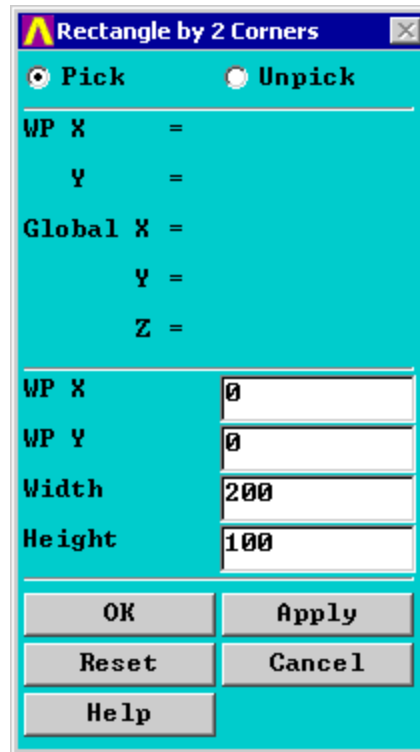 Rectangle by 2 Corners
Pick Unpick
WP X =
Y =
Global X =
Y =
Z =
WP X 0
WP Y 0
Width 200
Height 100
OK Apply
Reset Cancel
Help